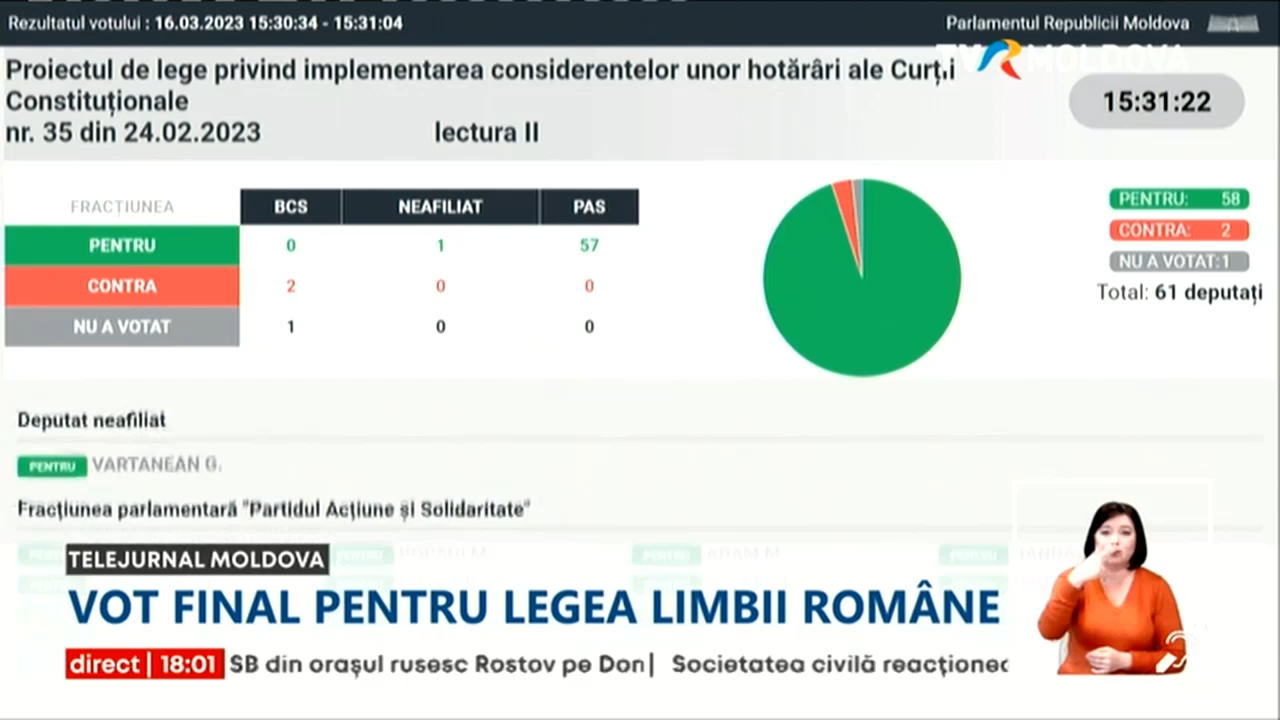 Rezultatul votului : 16.03.2023 15:30:34 - 15:31:04
Parlamentul Republicii Moldova
TVR MOLDOVA
Proiectul de lege privind implementarea considerentelor unor hotărâri ale Curții
Constituționale
nr. 35 din 24.02.2023 lectura II
15:31:22
FRACȚIUNEA BCS NEAFILIAT PAS
PENTRU 0 1 57
CONTRA 2 0 0
NU A VOTAT 1 0 0
PENTRU: 58
CONTRA: 2
NU A VOTAT: 1
Total: 61 deputați
Deputat neafiliat
PENTRU VARTANEAN G.
Fracțiunea parlamentară "Partidul Acțiune și Solidaritate"
TELEJURNAL MOLDOVA
VOT FINAL PENTRU LEGEA LIMBII ROMÂNE
direct | 18:01 SB din orașul rusesc Rostov pe Don | Societatea civilă reacționec